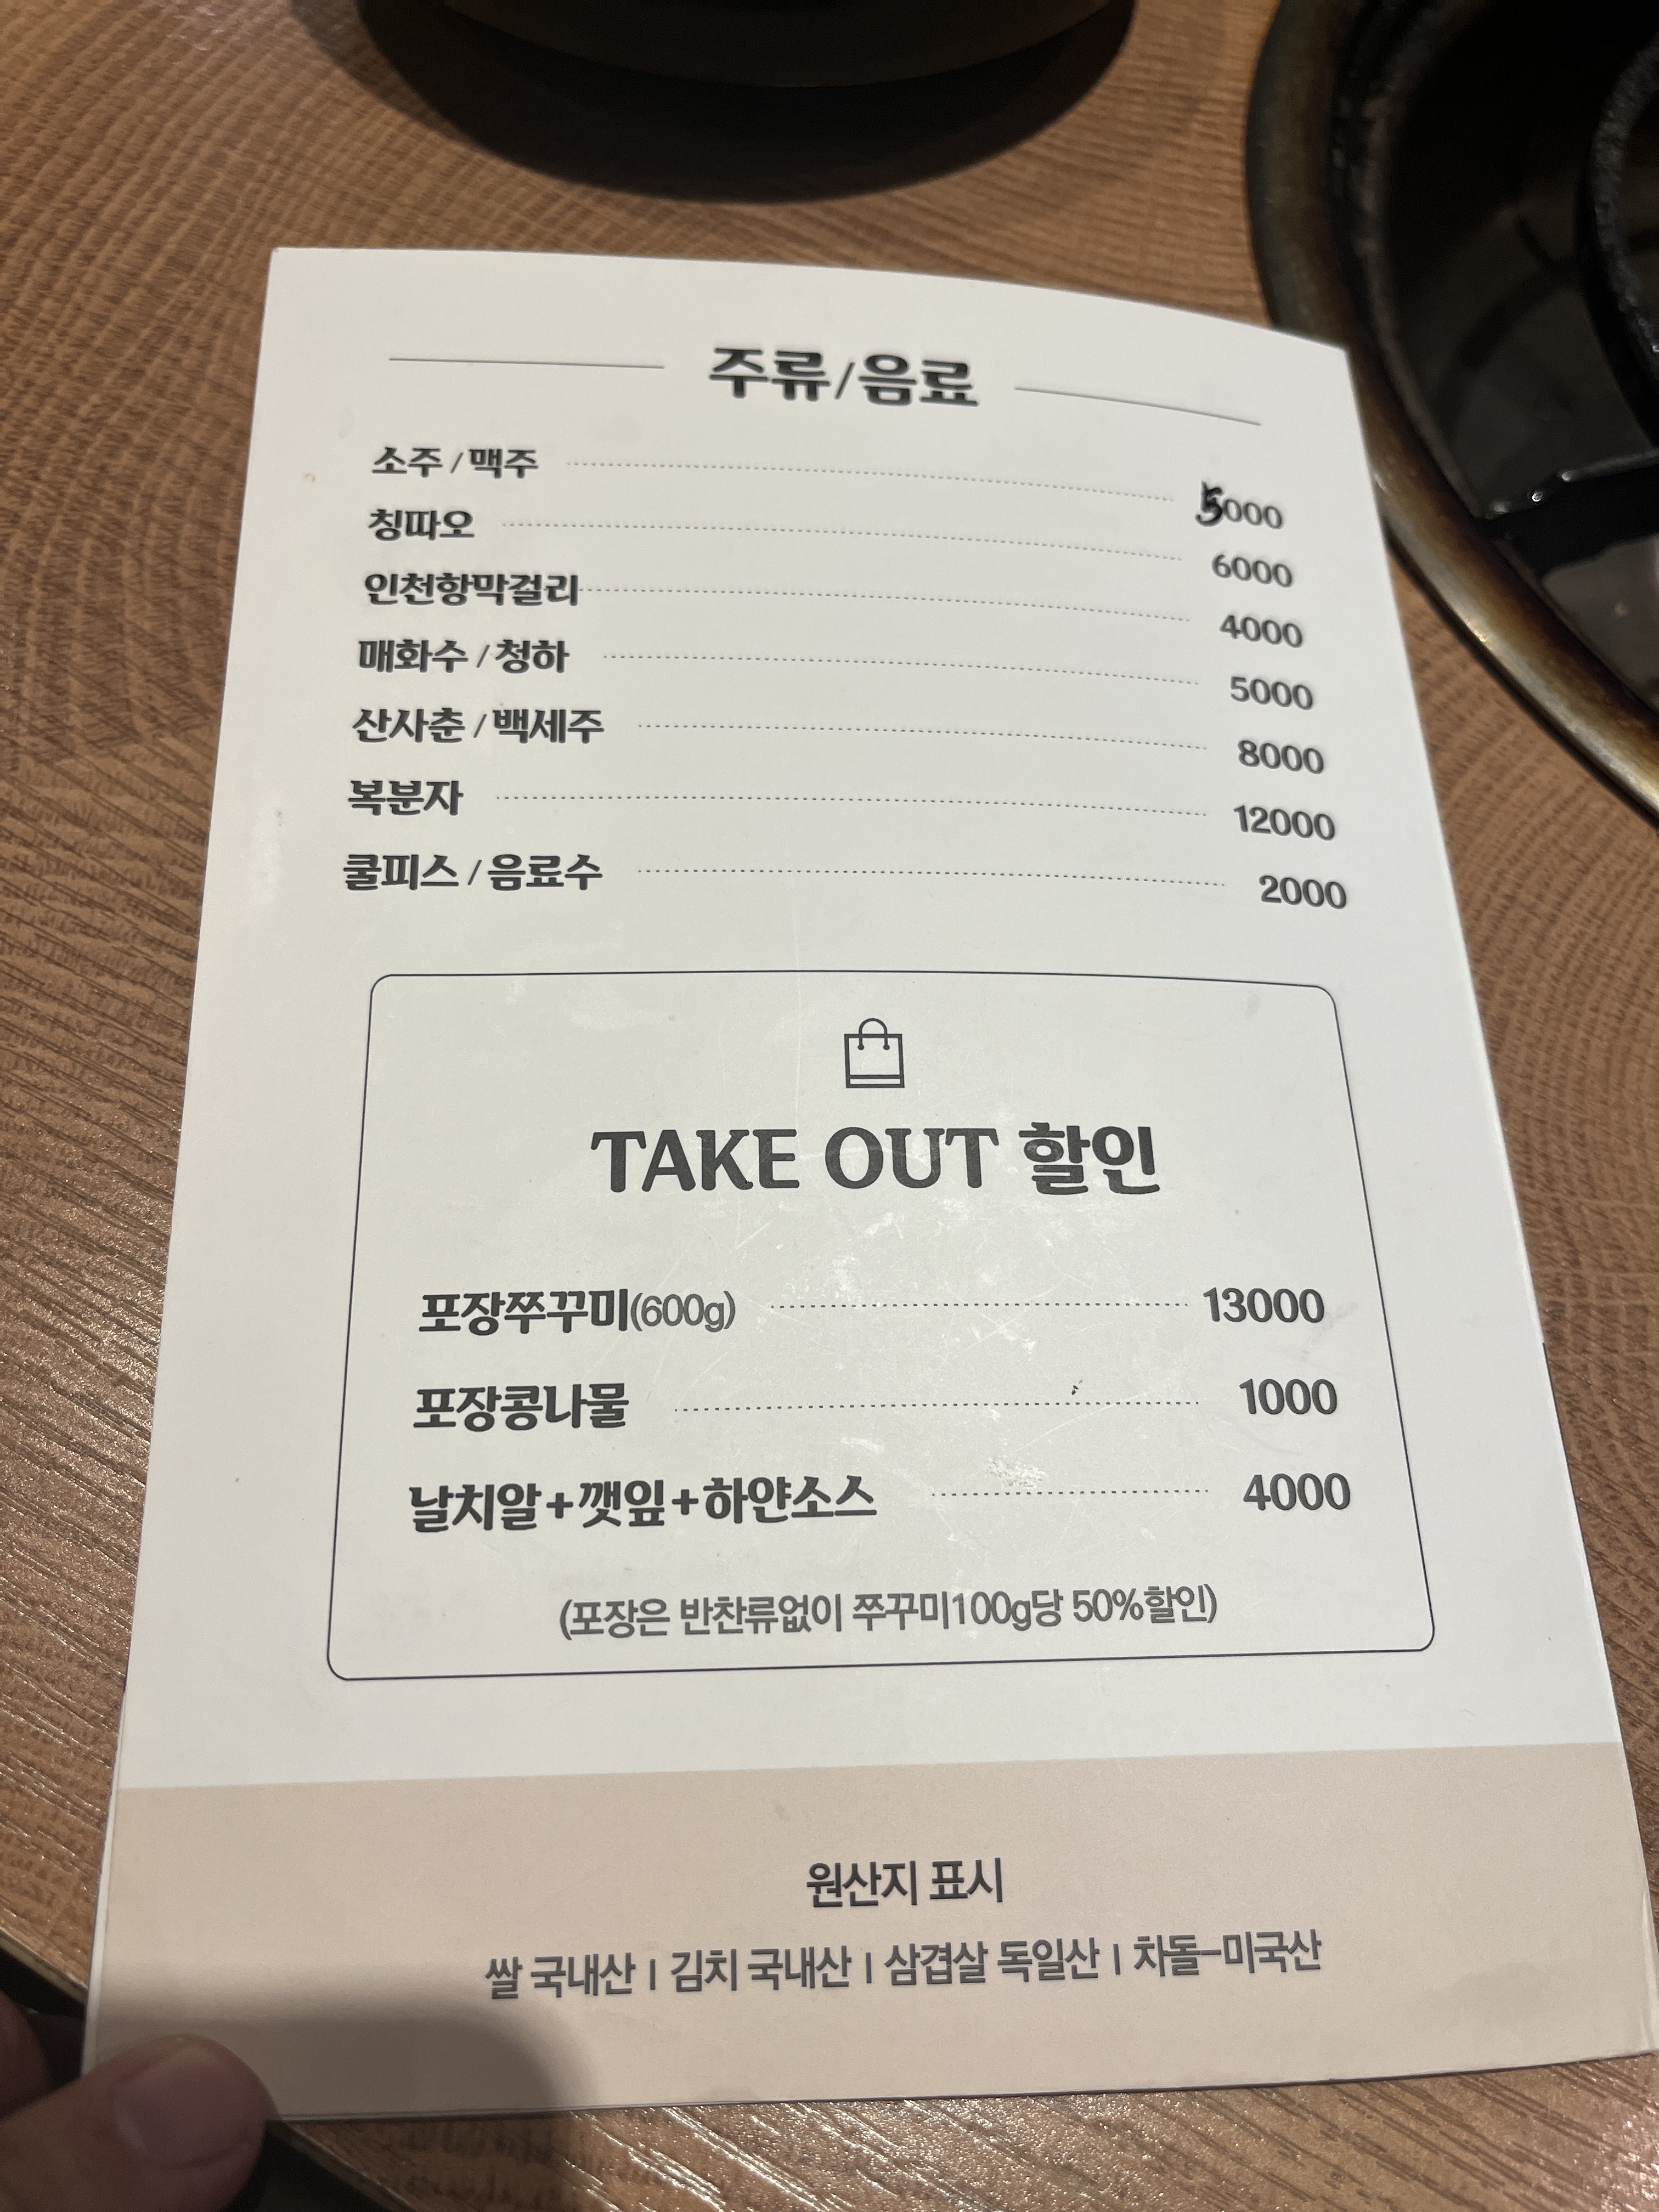 주류/음료
소주 / 맥주 5000
칭따오 6000
인천항막걸리 4000
매화수 / 청하 5000
산사춘 / 백세주 8000
복분자 12000
쿨피스 / 음료수 2000
TAKE OUT 할인
포장쭈꾸미(600g) 13000
포장콩나물 1000
날치알+깻잎+하얀소스 4000
(포장은 반찬류없이 쭈꾸미100g당 50%할인)
원산지 표시
쌀 국내산 | 김치 국내산 | 삼겹살 독일산 | 차돌-미국산